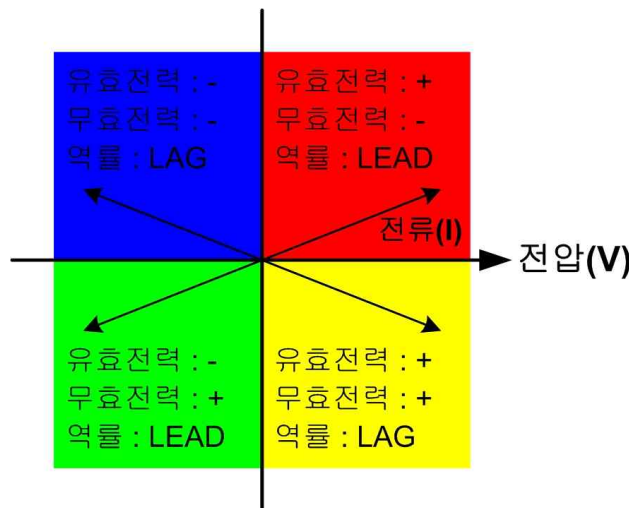 유효전력 : -
무효전력 : -
역률 : LAG
유효전력 : +
무효전력 : -
역률 : LEAD
전류(I)
전압(V)
유효전력 : -
무효전력 : +
역률 : LEAD
유효전력 : +
무효전력 : +
역률 : LAG